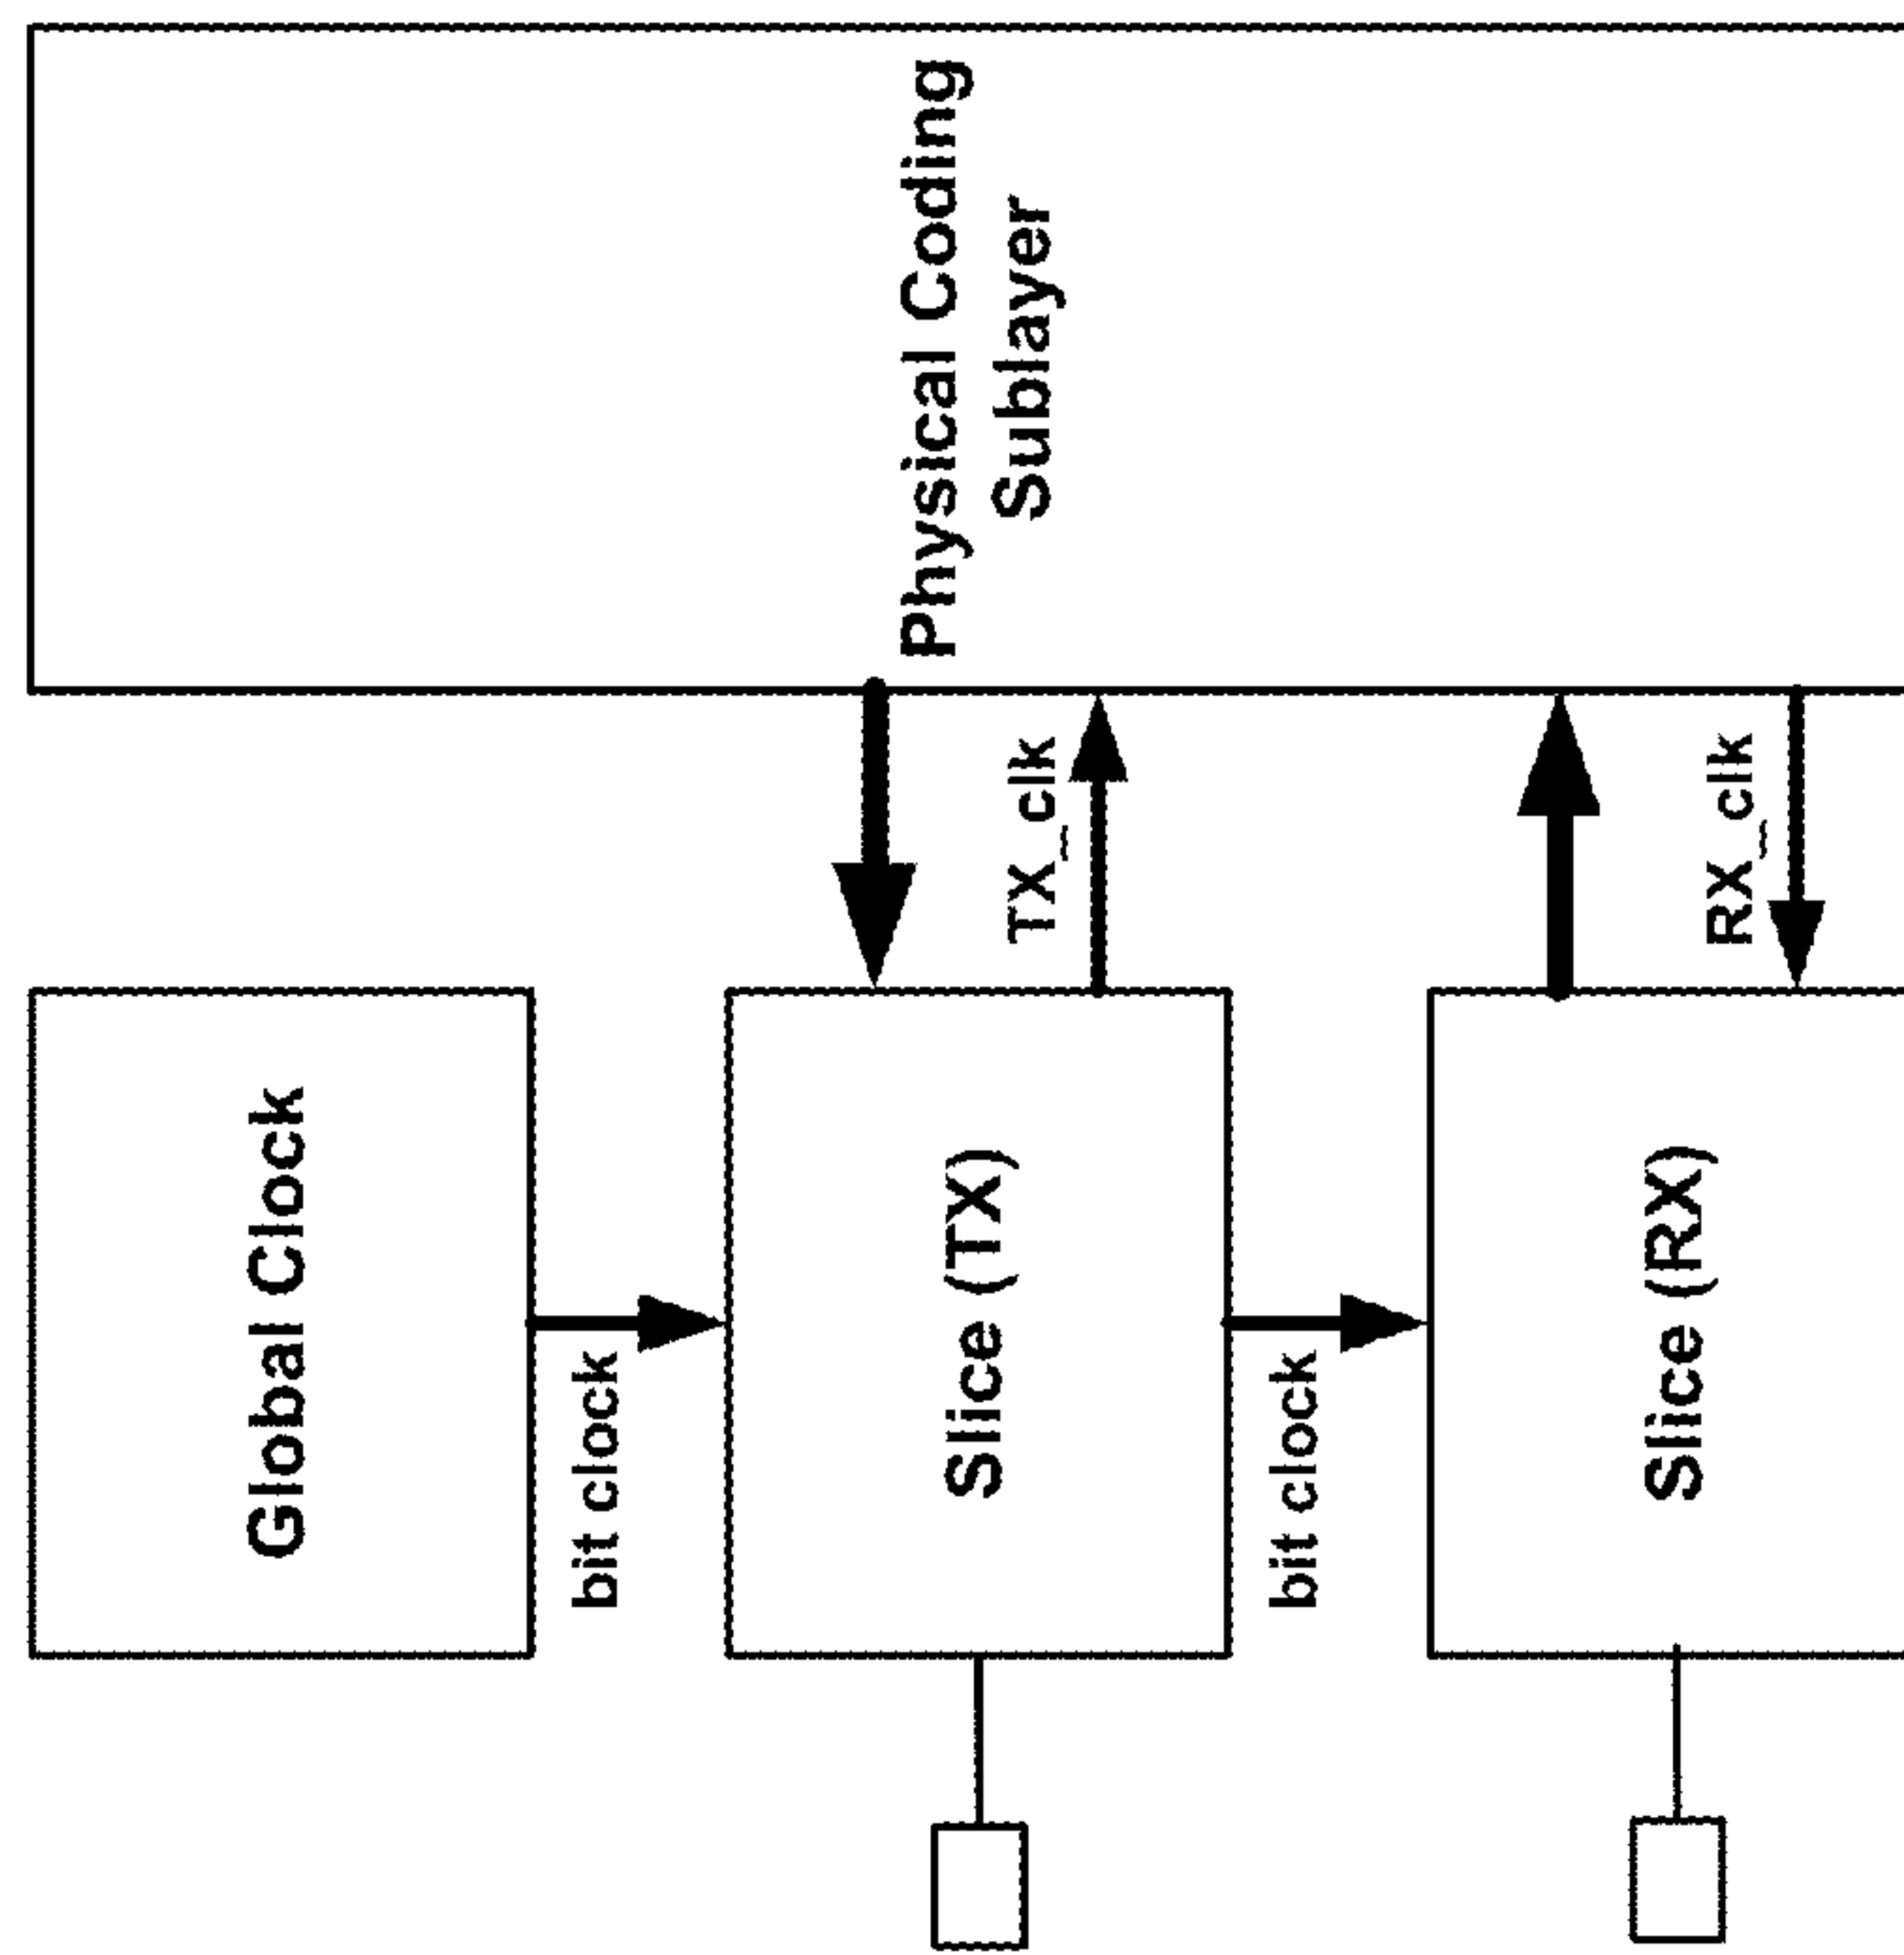 Physical Coding
Sublayer
TX_clk
RX_clk
Global Clock
bit clock
Slice (TX)
bit clock
Slice (RX)